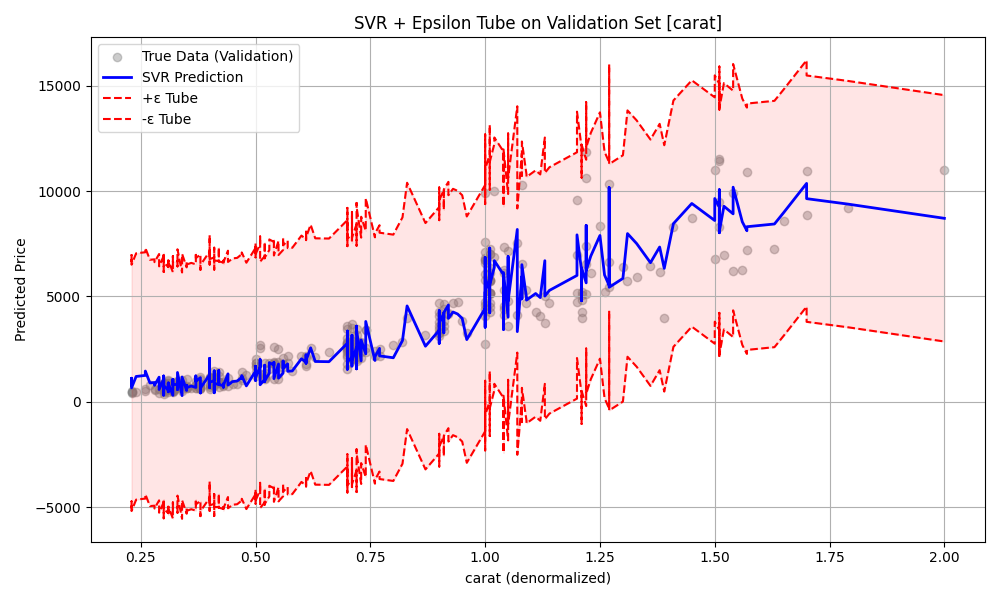 SVR + Epsilon Tube on Validation Set [carat]
True Data (Validation)
SVR Prediction
+ε Tube
-ε Tube
Predicted Price
15000
10000
5000
0
−5000
0.25 0.50 0.75 1.00 1.25 1.50 1.75 2.00
carat (denormalized)